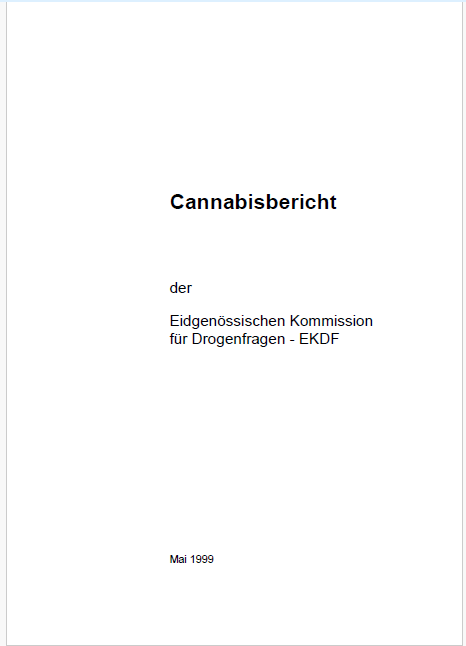 Cannabisbericht
der
Eidgenössischen Kommission
für Drogenfragen - EKDF
Mai 1999